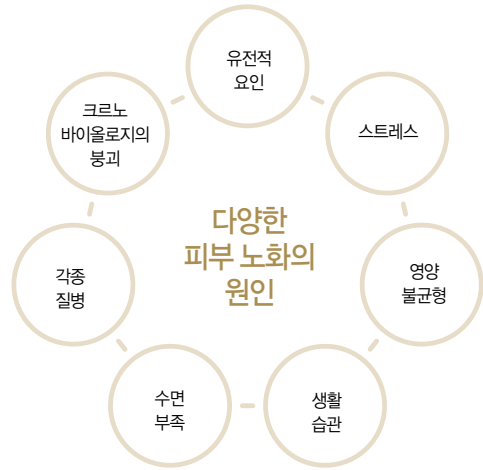 유전적
요인
스트레스
영양
불균형
생활
습관
수면
부족
각종
질병
크르노
바이올로지의
붕괴
다양한
피부 노화의
원인